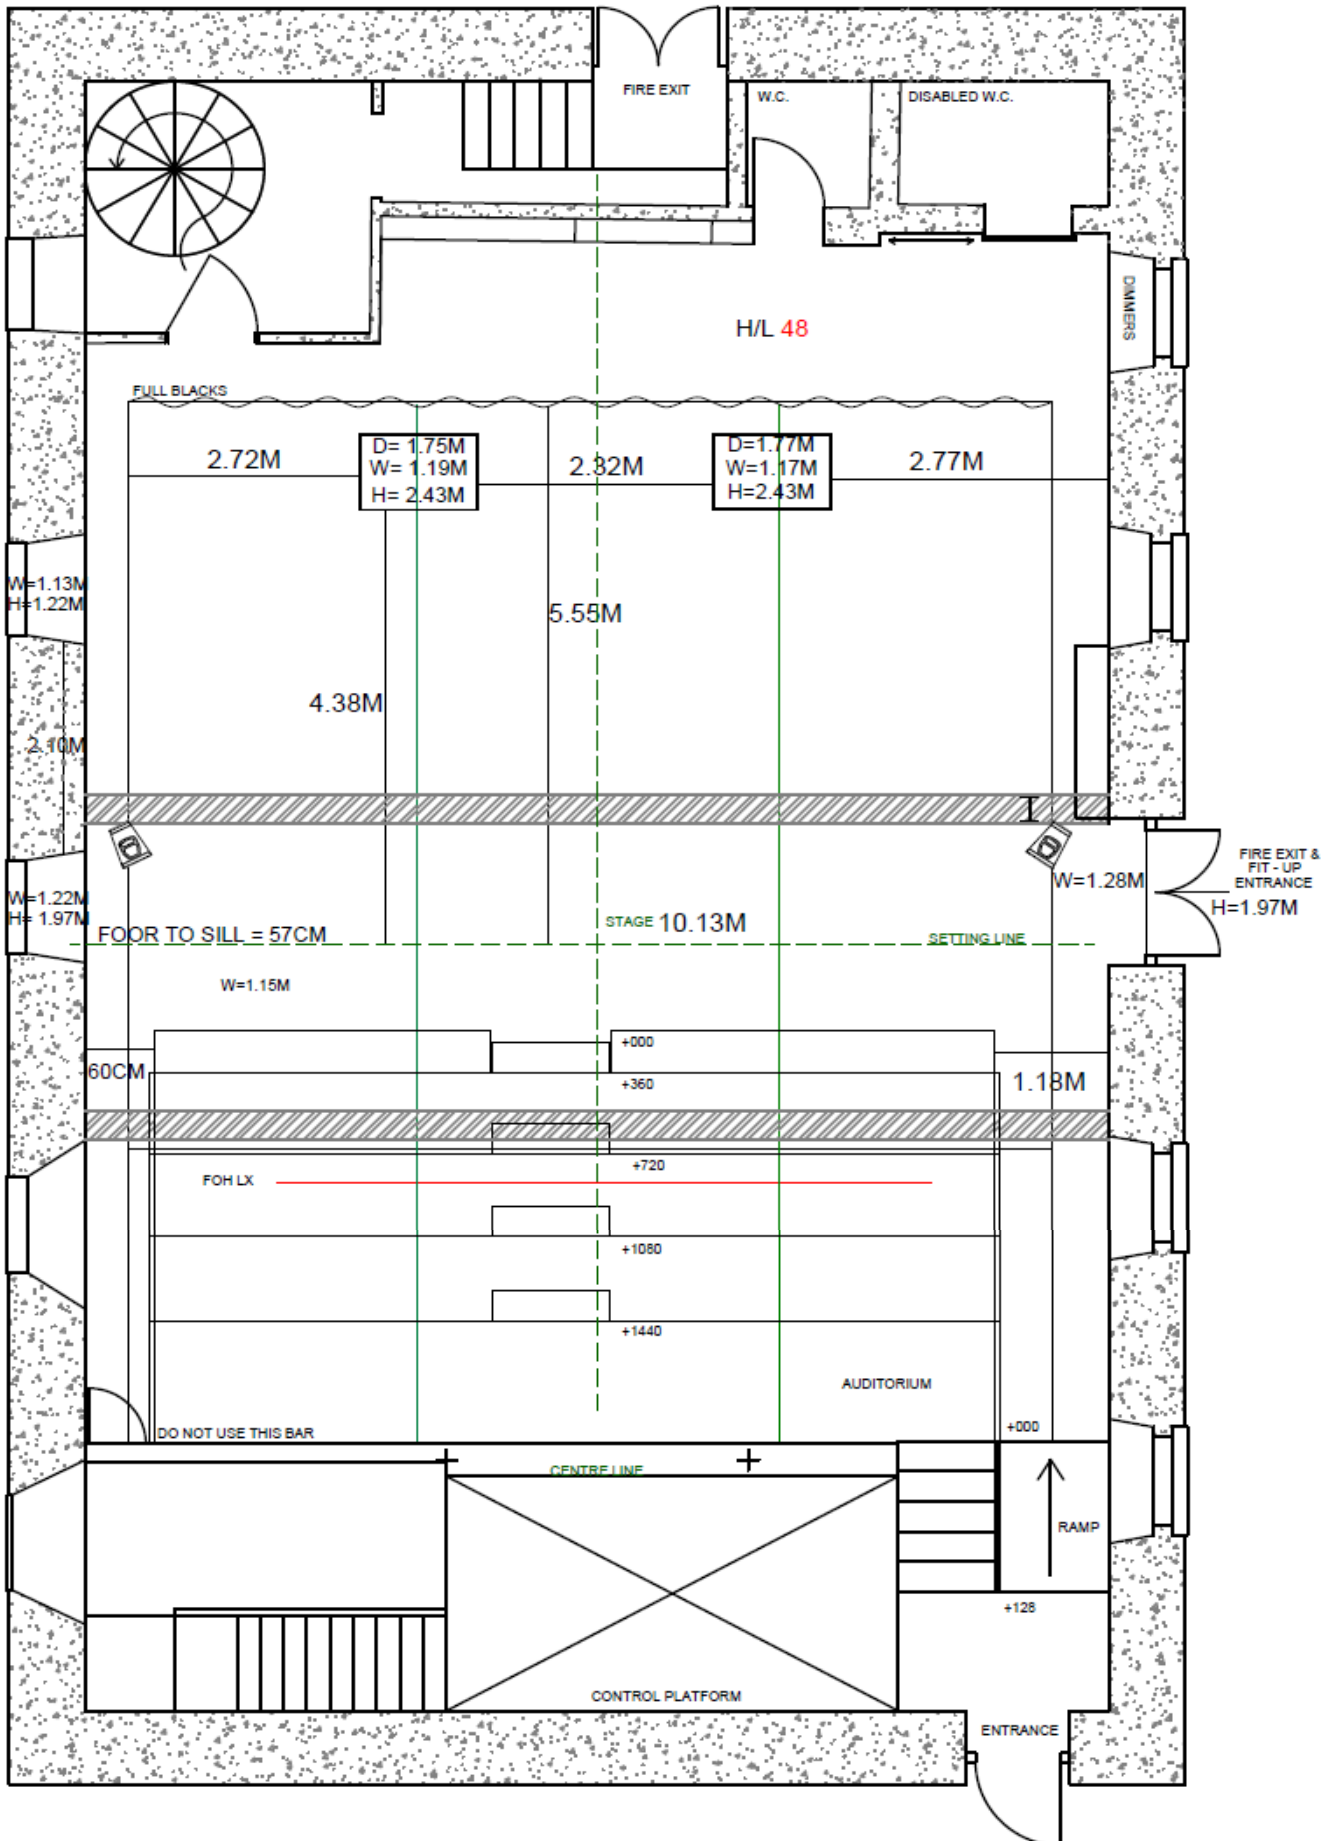 FIRE EXIT
W.C.
DISABLED W.C.
DIMMERS
H/L 48
FULL BLACKS
2.72M
D= 1.75M
W= 1.19M
H= 2.43M
2.32M
D=1.77M
W=1.17M
H=2.43M
2.77M
W=1.13M
H=1.22M
5.55M
4.38M
2.10M
W=1.28M
FIRE EXIT &
FIT - UP
ENTRANCE
H=1.97M
W=1.22M
H= 1.97M
FOOR TO SILL = 57CM
STAGE 10.13M
SETTING LINE
W=1.15M
+000
60CM
+360
1.18M
+720
FOH LX
+1080
+1440
AUDITORIUM
DO NOT USE THIS BAR
+000
CENTRE LINE
RAMP
+128
CONTROL PLATFORM
ENTRANCE